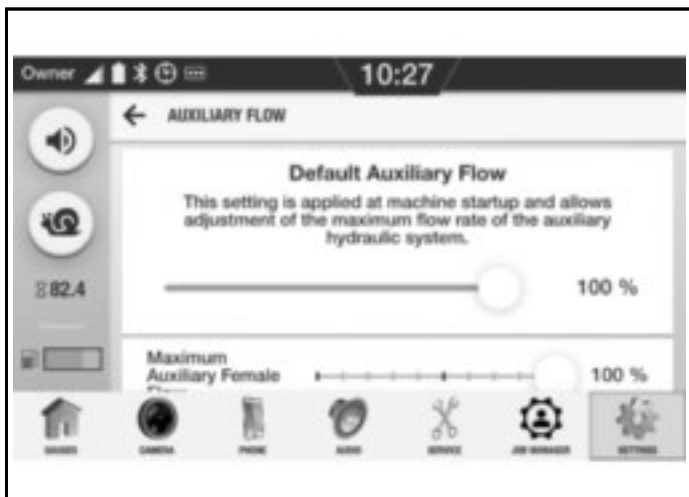 Owner 10:27
AUXILIARY FLOW
Default Auxiliary Flow
This setting is applied at machine startup and allows
adjustment of the maximum flow rate of the auxiliary
hydraulic system.
82.4
100 %
Maximum
Auxiliary Female
100 %
GAUGES CAMERA PHONE AUDIO SERVICE JOB MANAGER SETTINGS